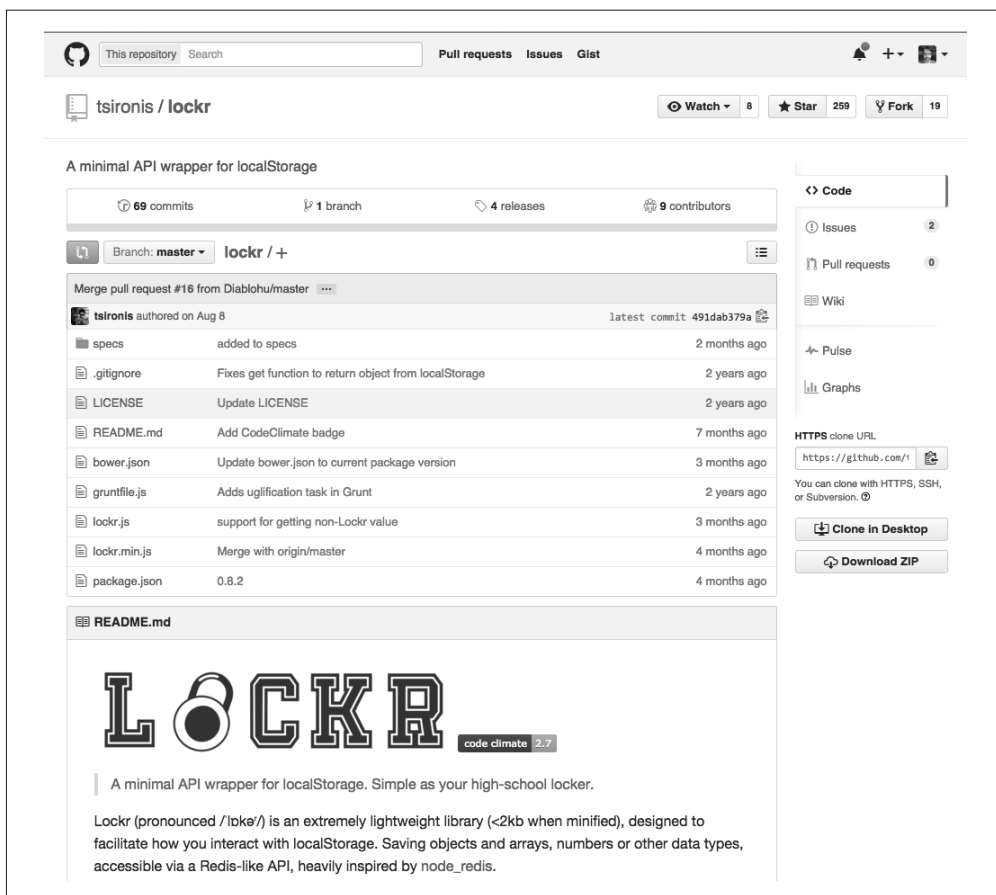 This repository Search Pull requests Issues Gist
tsironis / lockr Watch 8 Star 259 Fork 19
A minimal API wrapper for localStorage
69 commits 1 branch 4 releases 9 contributors
Branch: master lockr / +
Merge pull request #16 from Diablohu/master ...
tsironis authored on Aug 8 latest commit 491dab379a
specs added to specs 2 months ago
.gitignore Fixes get function to return object from localStorage 2 years ago
LICENSE Update LICENSE 2 years ago
README.md Add CodeClimate badge 7 months ago
bower.json Update bower.json to current package version 3 months ago
gruntfile.js Adds uglification task in Grunt 2 years ago
lockr.js support for getting non-Lockr value 3 months ago
lockr.min.js Merge with origin/master 4 months ago
package.json 0.8.2 4 months ago
README.md
LOCKR
code climate 2.7
A minimal API wrapper for localStorage. Simple as your high-school locker.
Lockr (pronounced /ˈlɒkəʳ/) is an extremely lightweight library (<2kb when minified), designed to
facilitate how you interact with localStorage. Saving objects and arrays, numbers or other data types,
accessible via a Redis-like API, heavily inspired by node_redis.
Code
Issues 2
Pull requests 0
Wiki
Pulse
Graphs
HTTPS clone URL
https://github.com/
You can clone with HTTPS, SSH,
or Subversion.
Clone in Desktop
Download ZIP